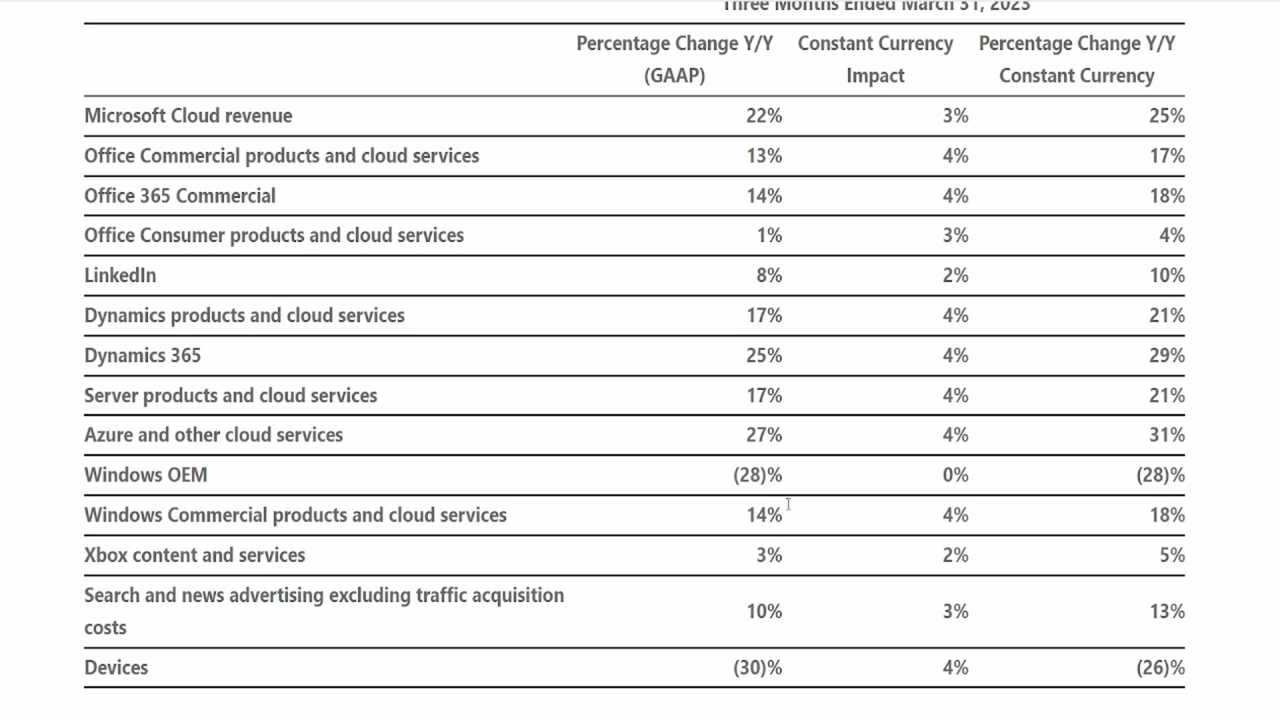 Three Months Ended March 31, 2023
Percentage Change Y/Y Constant Currency Percentage Change Y/Y
(GAAP) Impact Constant Currency
Microsoft Cloud revenue 22% 3% 25%
Office Commercial products and cloud services 13% 4% 17%
Office 365 Commercial 14% 4% 18%
Office Consumer products and cloud services 1% 3% 4%
LinkedIn 8% 2% 10%
Dynamics products and cloud services 17% 4% 21%
Dynamics 365 25% 4% 29%
Server products and cloud services 17% 4% 21%
Azure and other cloud services 27% 4% 31%
Windows OEM (28)% 0% (28)%
Windows Commercial products and cloud services 14% 4% 18%
Xbox content and services 3% 2% 5%
Search and news advertising excluding traffic acquisition
costs 10% 3% 13%
Devices (30)% 4% (26)%